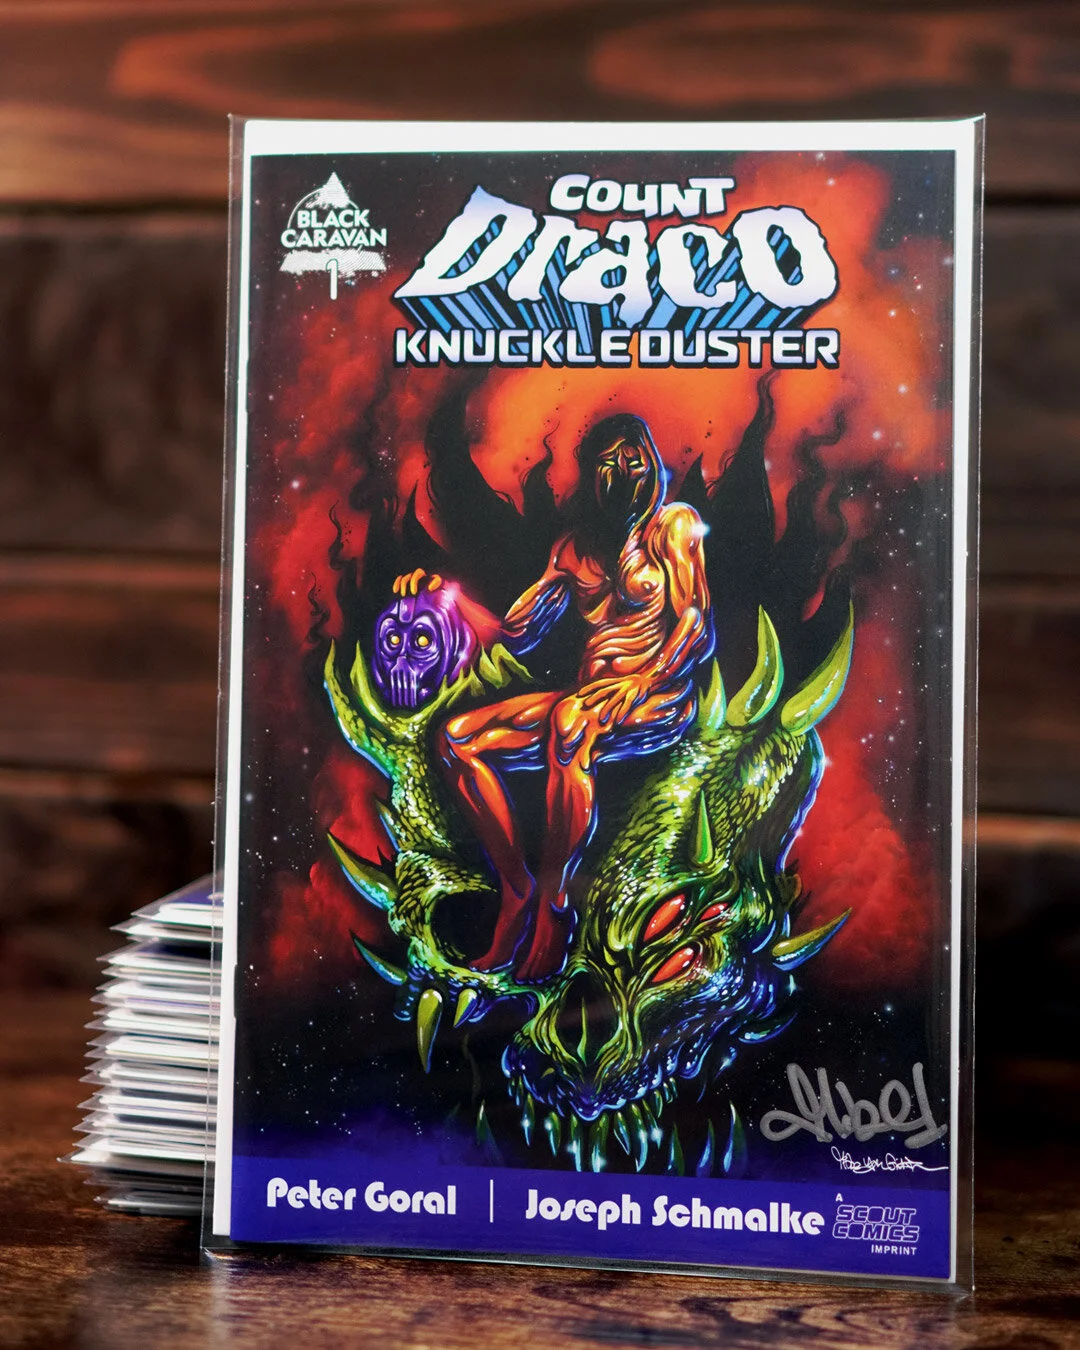 BLACK
CARAVAN
1
COUNT
Draco
KNUCKLEDUSTER
Peter Goral | Joseph Schmalke
A
SCOUT
COMICS
IMPRINT